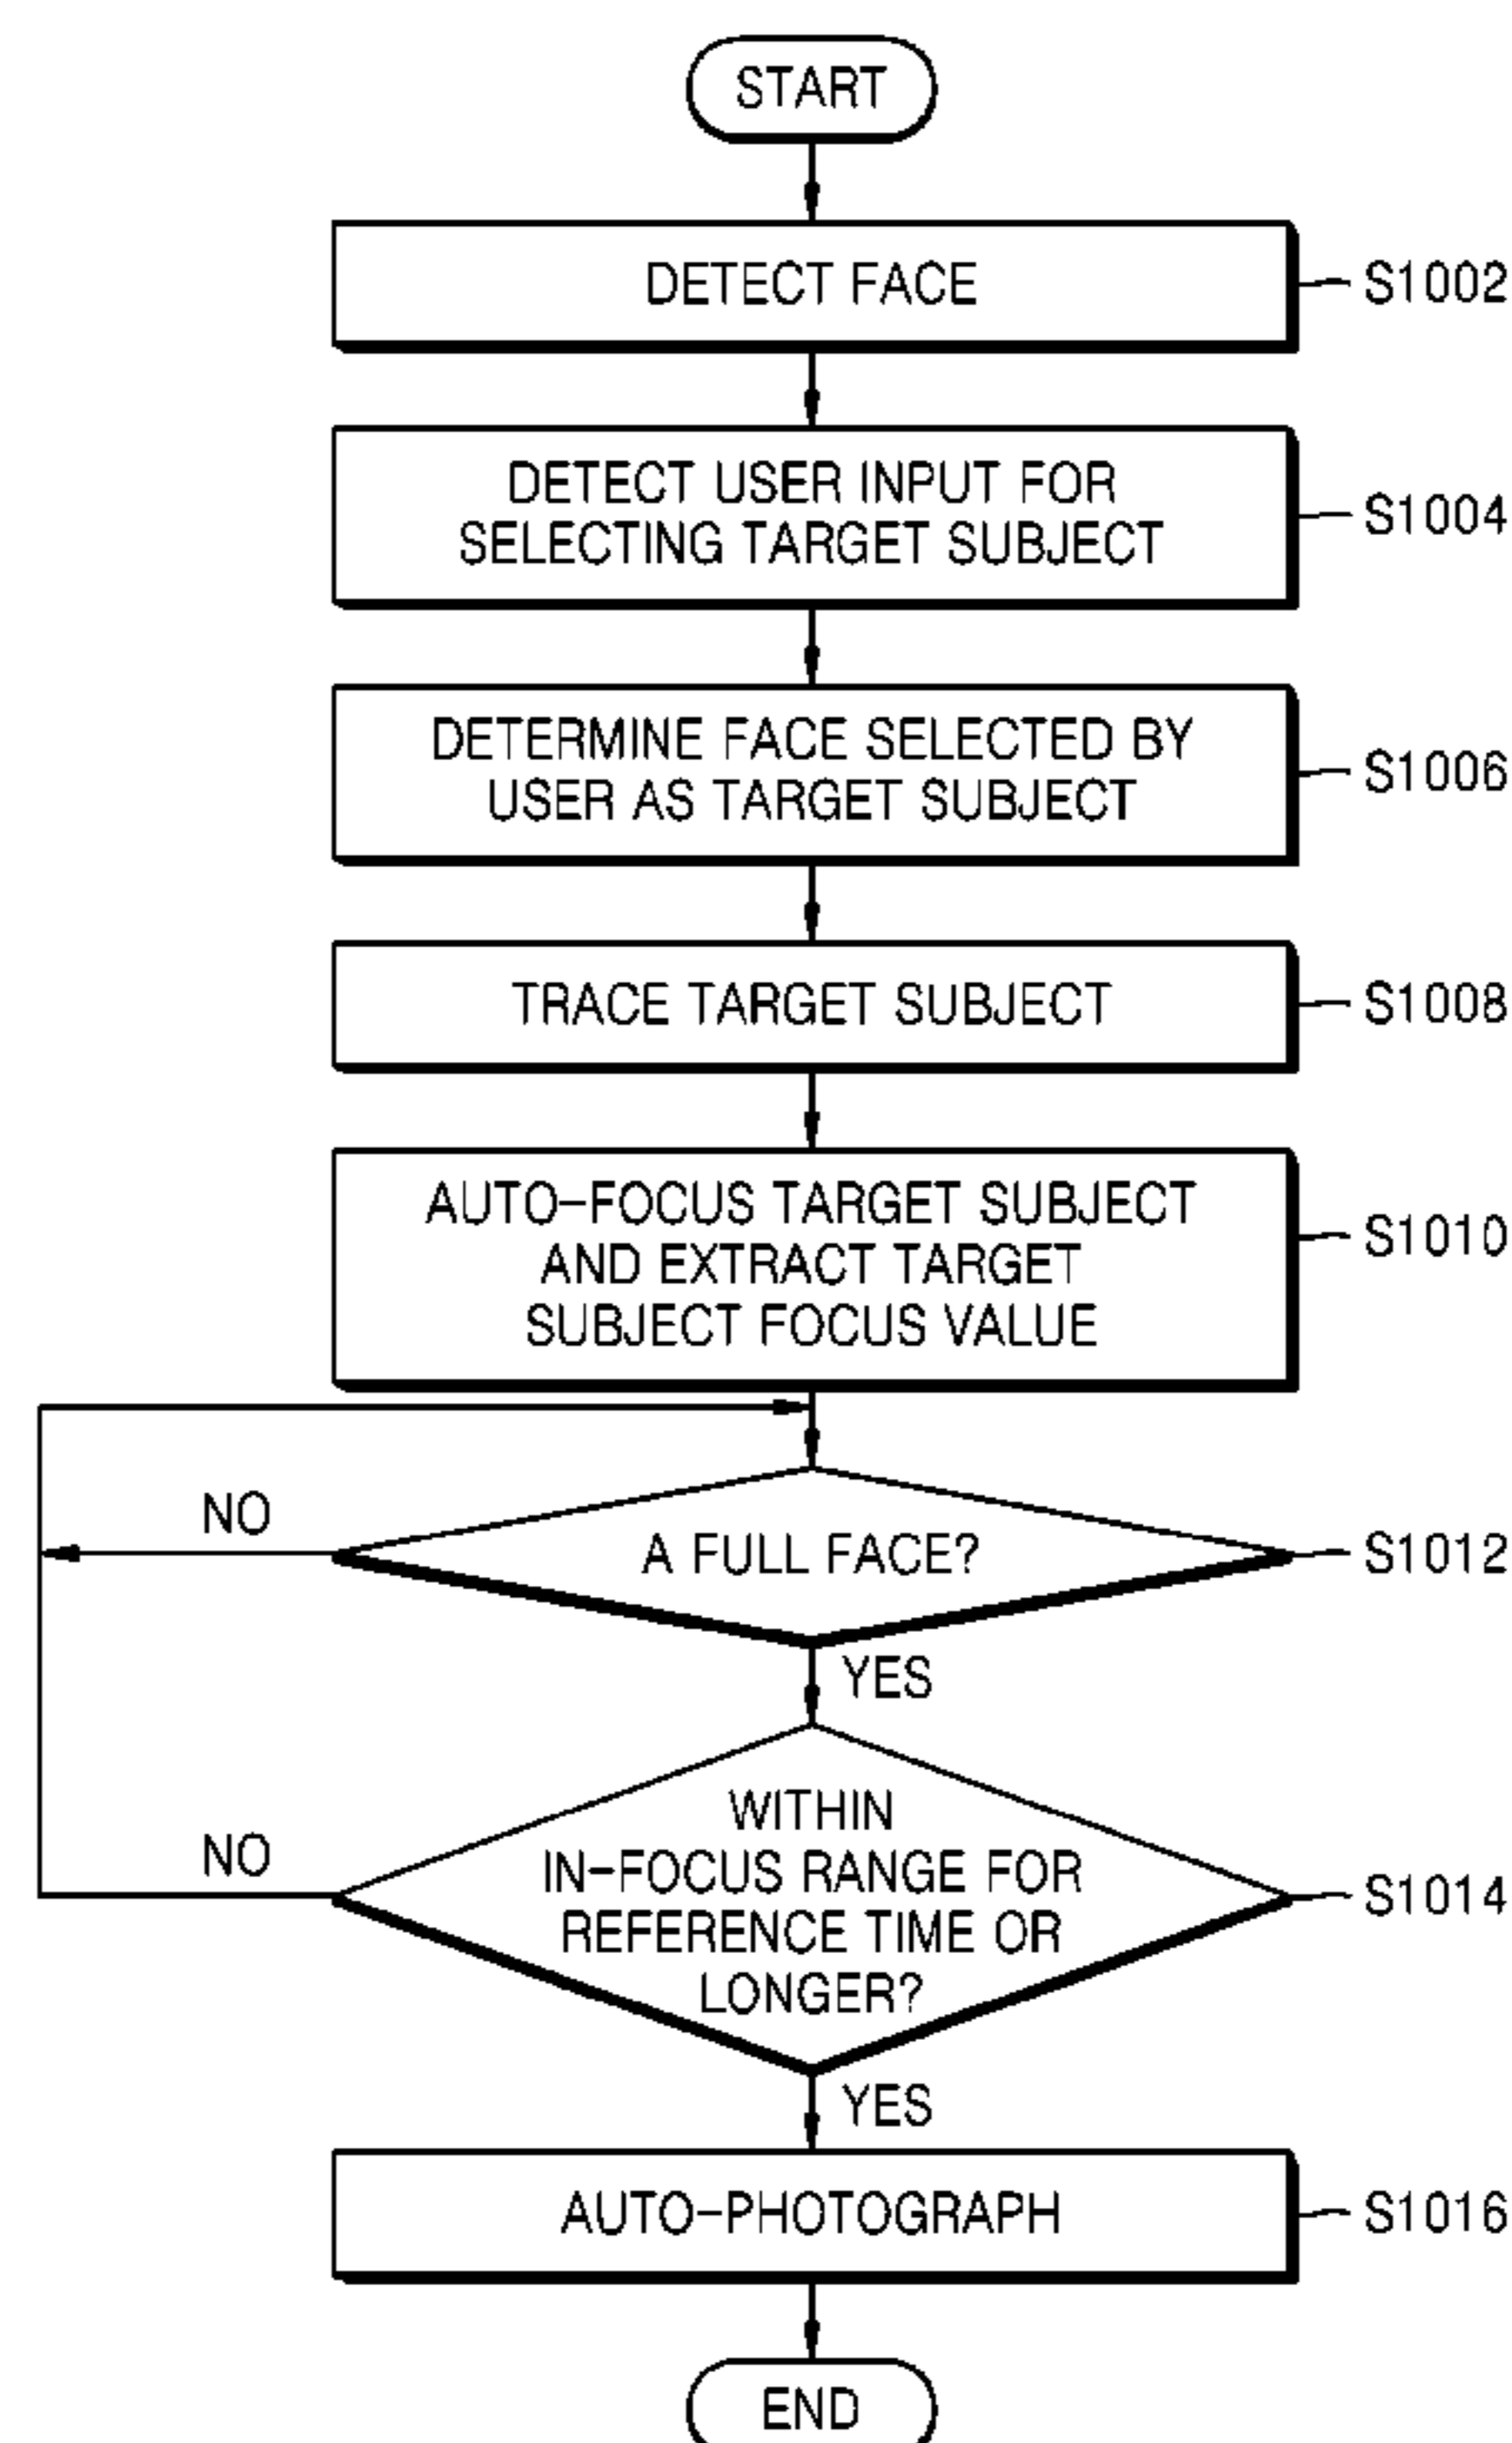 START
DETECT FACE
S1002
DETECT USER INPUT FOR
SELECTING TARGET SUBJECT
S1004
DETERMINE FACE SELECTED BY
USER AS TARGET SUBJECT
S1006
TRACE TARGET SUBJECT
S1008
AUTO-FOCUS TARGET SUBJECT
AND EXTRACT TARGET
SUBJECT FOCUS VALUE
S1010
NO
A FULL FACE?
S1012
YES
NO
WITHIN
IN-FOCUS RANGE FOR
REFERENCE TIME OR
LONGER?
S1014
YES
AUTO-PHOTOGRAPH
S1016
END